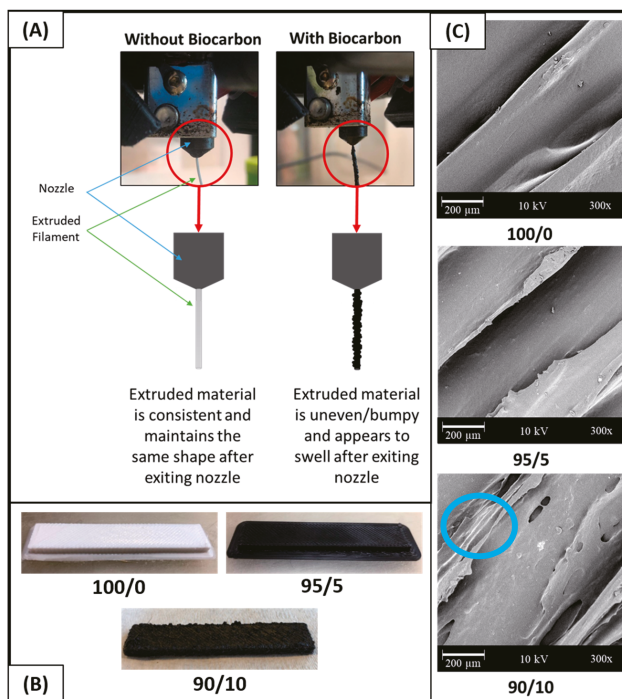 (A)
Without Biocarbon
With Biocarbon
Nozzle
Extruded
Filament
Extruded material
is consistent and
maintains the
same shape after
exiting nozzle
Extruded material
is uneven/bumpy
and appears to
swell after exiting
nozzle
(B)
100/0
95/5
90/10
(C)
200 µm
10 kV
300x
100/0
200 µm
10 kV
300x
95/5
200 µm
10 kV
300x
90/10